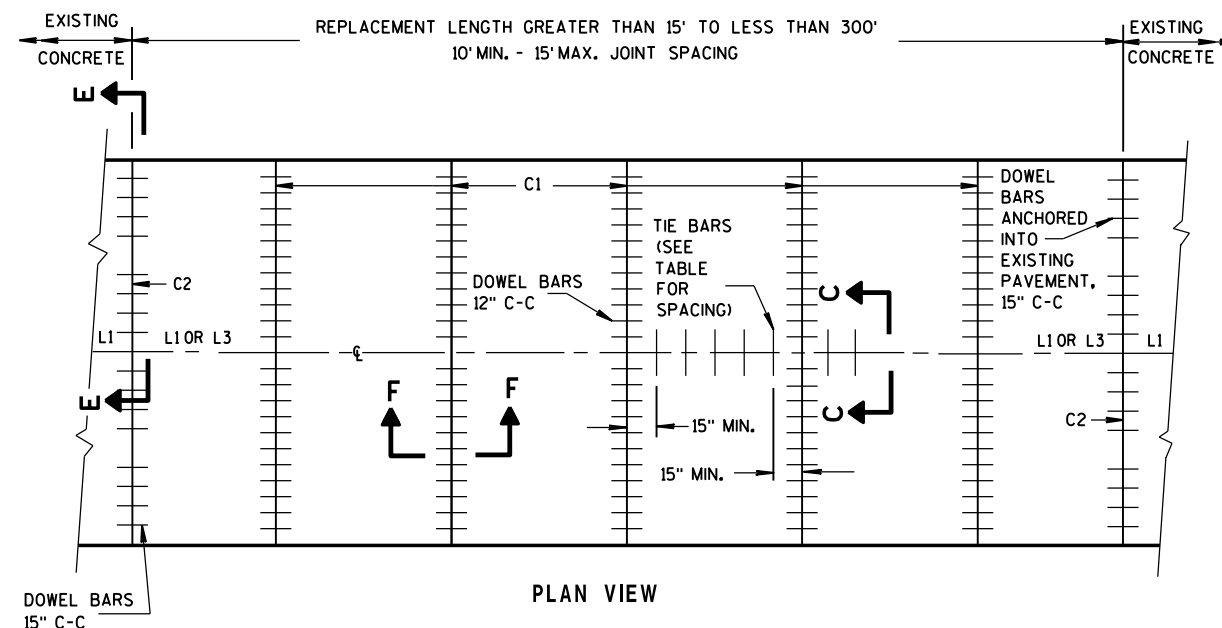 EXISTING
CONCRETE
REPLACEMENT LENGTH GREATER THAN 15' TO LESS THAN 300'
10' MIN. - 15' MAX. JOINT SPACING
EXISTING
CONCRETE
E
C1
DOWEL
BARS
ANCHORED
INTO
EXISTING
PAVEMENT,
15" C-C
TIE BARS
(SEE
TABLE
FOR
SPACING)
DOWEL BARS
12" C-C
C2
C
L1
L1 OR L3
℄
L1 OR L3
L1
E
F
F
C
15" MIN.
C2
15" MIN.
DOWEL BARS
15" C-C
PLAN VIEW